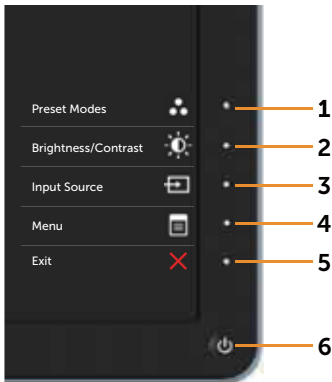 Preset Modes
1
Brightness/Contrast
2
Input Source
3
Menu
4
Exit
5
6